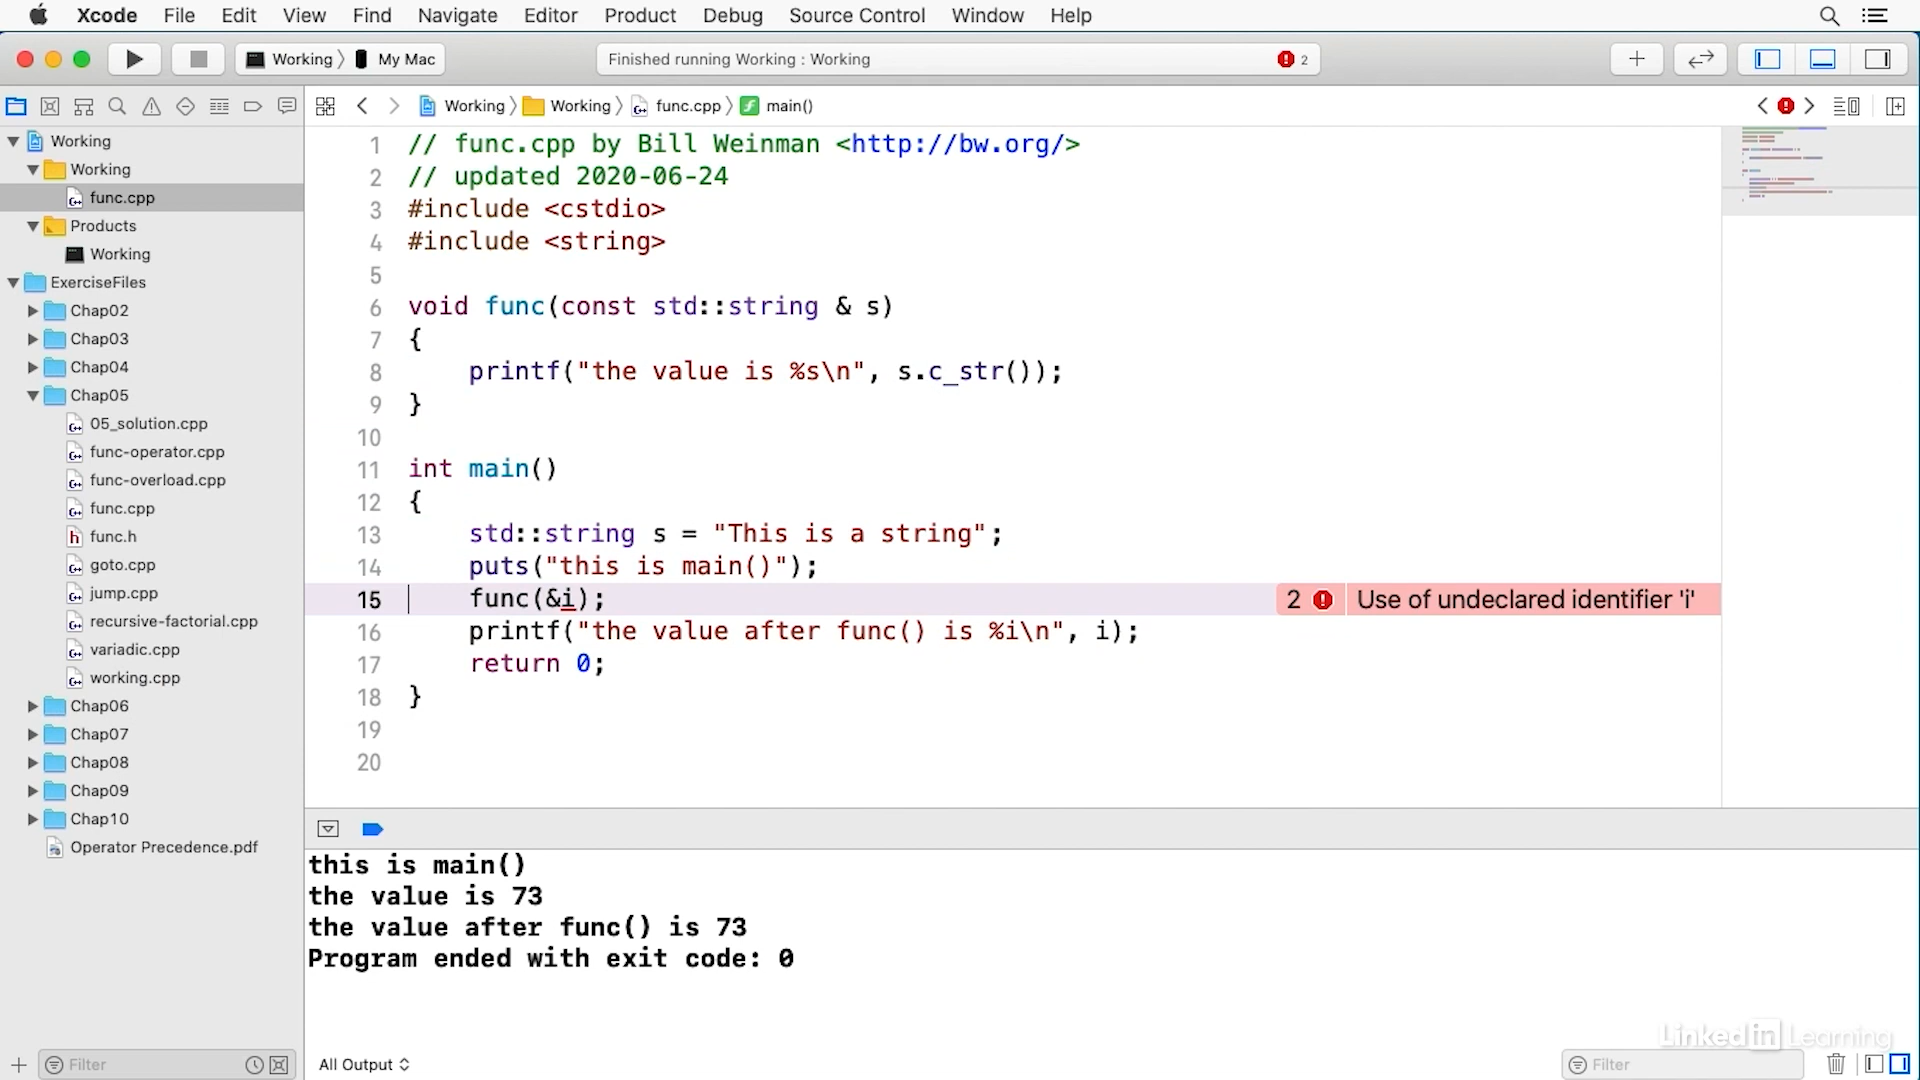 Xcode File Edit View Find Navigate Editor Product Debug Source Control Window Help
Working My Mac
Finished running Working : Working
2
Working Working func.cpp main()
Working
Working
func.cpp
Products
Working
ExerciseFiles
Chap02
Chap03
Chap04
Chap05
05_solution.cpp
func-operator.cpp
func-overload.cpp
func.cpp
func.h
goto.cpp
jump.cpp
recursive-factorial.cpp
variadic.cpp
working.cpp
Chap06
Chap07
Chap08
Chap09
Chap10
Operator Precedence.pdf
Filter
1 // func.cpp by Bill Weinman <http://bw.org/>
2 // updated 2020-06-24
3 #include <cstdio>
4 #include <string>
5
6 void func(const std::string & s)
7 {
8 printf("the value is %s\n", s.c_str());
9 }
10
11 int main()
12 {
13 std::string s = "This is a string";
14 puts("this is main()");
15 func(&i); 2 Use of undeclared identifier 'i'
16 printf("the value after func() is %i\n", i);
17 return 0;
18 }
19
20
this is main()
the value is 73
the value after func() is 73
Program ended with exit code: 0
All Output
Filter
Linked in Learning